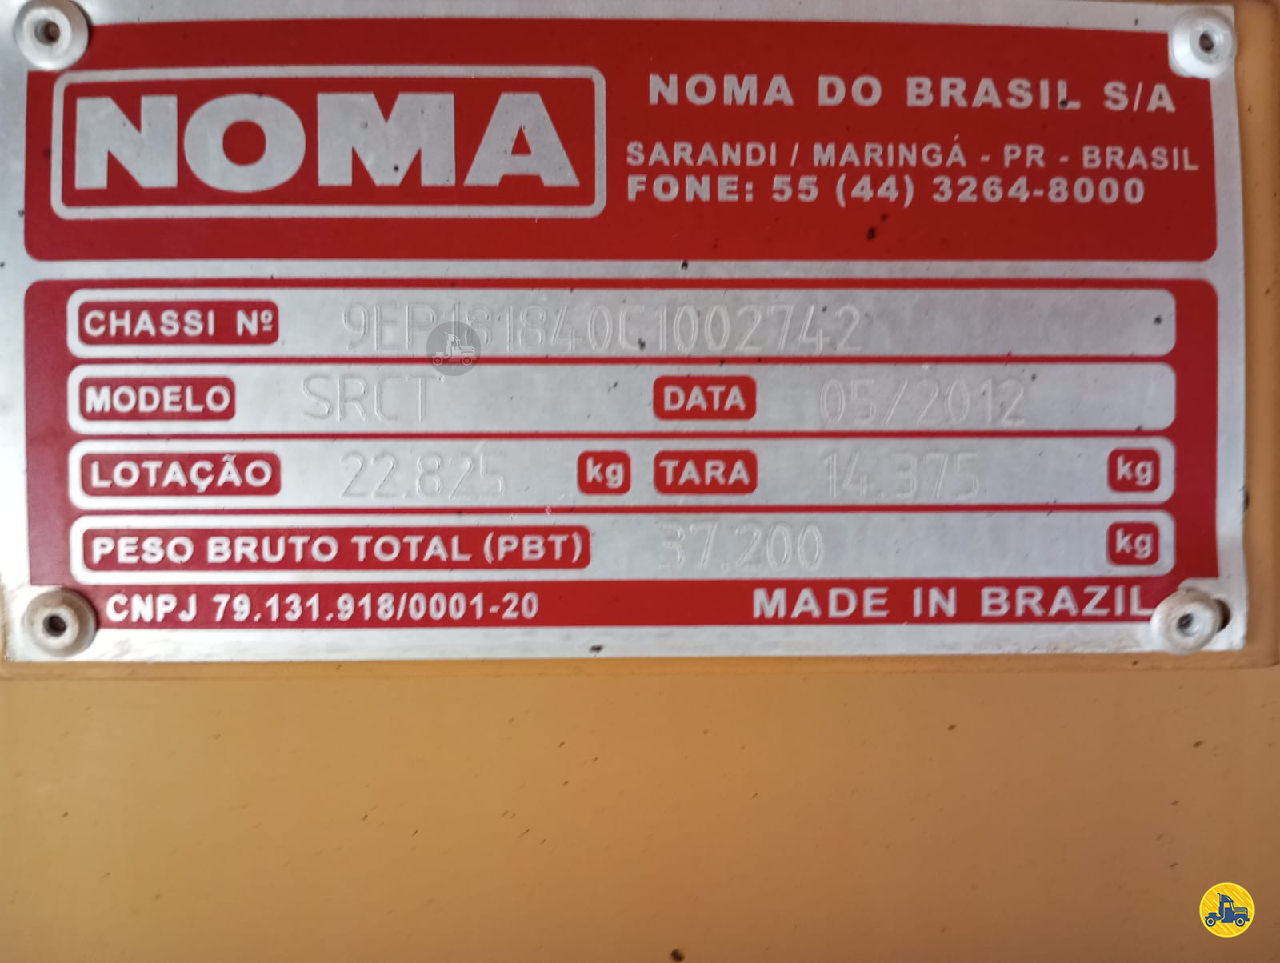 NOMA
NOMA DO BRASIL S/A
SARANDI / MARINGÁ - PR - BRASIL
FONE: 55 (44) 3264-8000
CHASSI Nº 9EP181840C1002742
MODELO SRCT DATA 05/2012
LOTAÇÃO 22.825 kg TARA 14.375 kg
PESO BRUTO TOTAL (PBT) 37.200 kg
CNPJ 79.131.918/0001-20 MADE IN BRAZIL